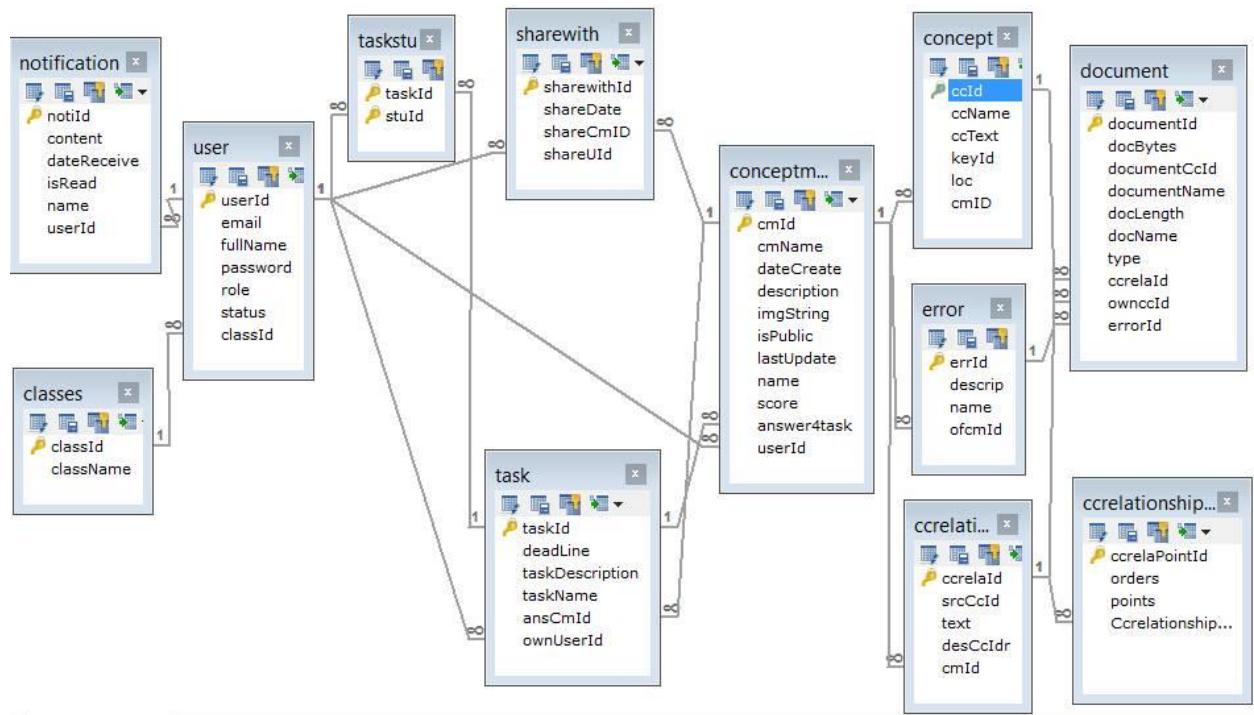 notification
notiId
content
dateReceive
isRead
name
userId
classes
classId
className
user
userId
email
fullName
password
role
status
classId
taskstu
taskId
stuId
sharewith
sharewithId
shareDate
shareCmID
shareUId
task
taskId
deadLine
taskDescription
taskName
ansCmId
ownUserId
conceptm...
cmId
cmName
dateCreate
description
imgString
isPublic
lastUpdate
name
score
answer4task
userId
concept
ccId
ccName
ccText
keyId
loc
cmID
error
errId
descrip
name
ofcmId
ccrelati...
ccrelaId
srcCcId
text
desCcIdr
cmId
document
documentId
docBytes
documentCcId
documentName
docLength
docName
type
ccrelaId
ownccId
errorId
ccrelationship...
ccrelaPointId
orders
points
Ccrelationship...
1
∞
1
∞
1
∞
∞
∞
∞
1
1
∞
∞
1
∞
∞
∞
1
1
∞
∞
∞
1
∞
∞
∞
1
1
∞